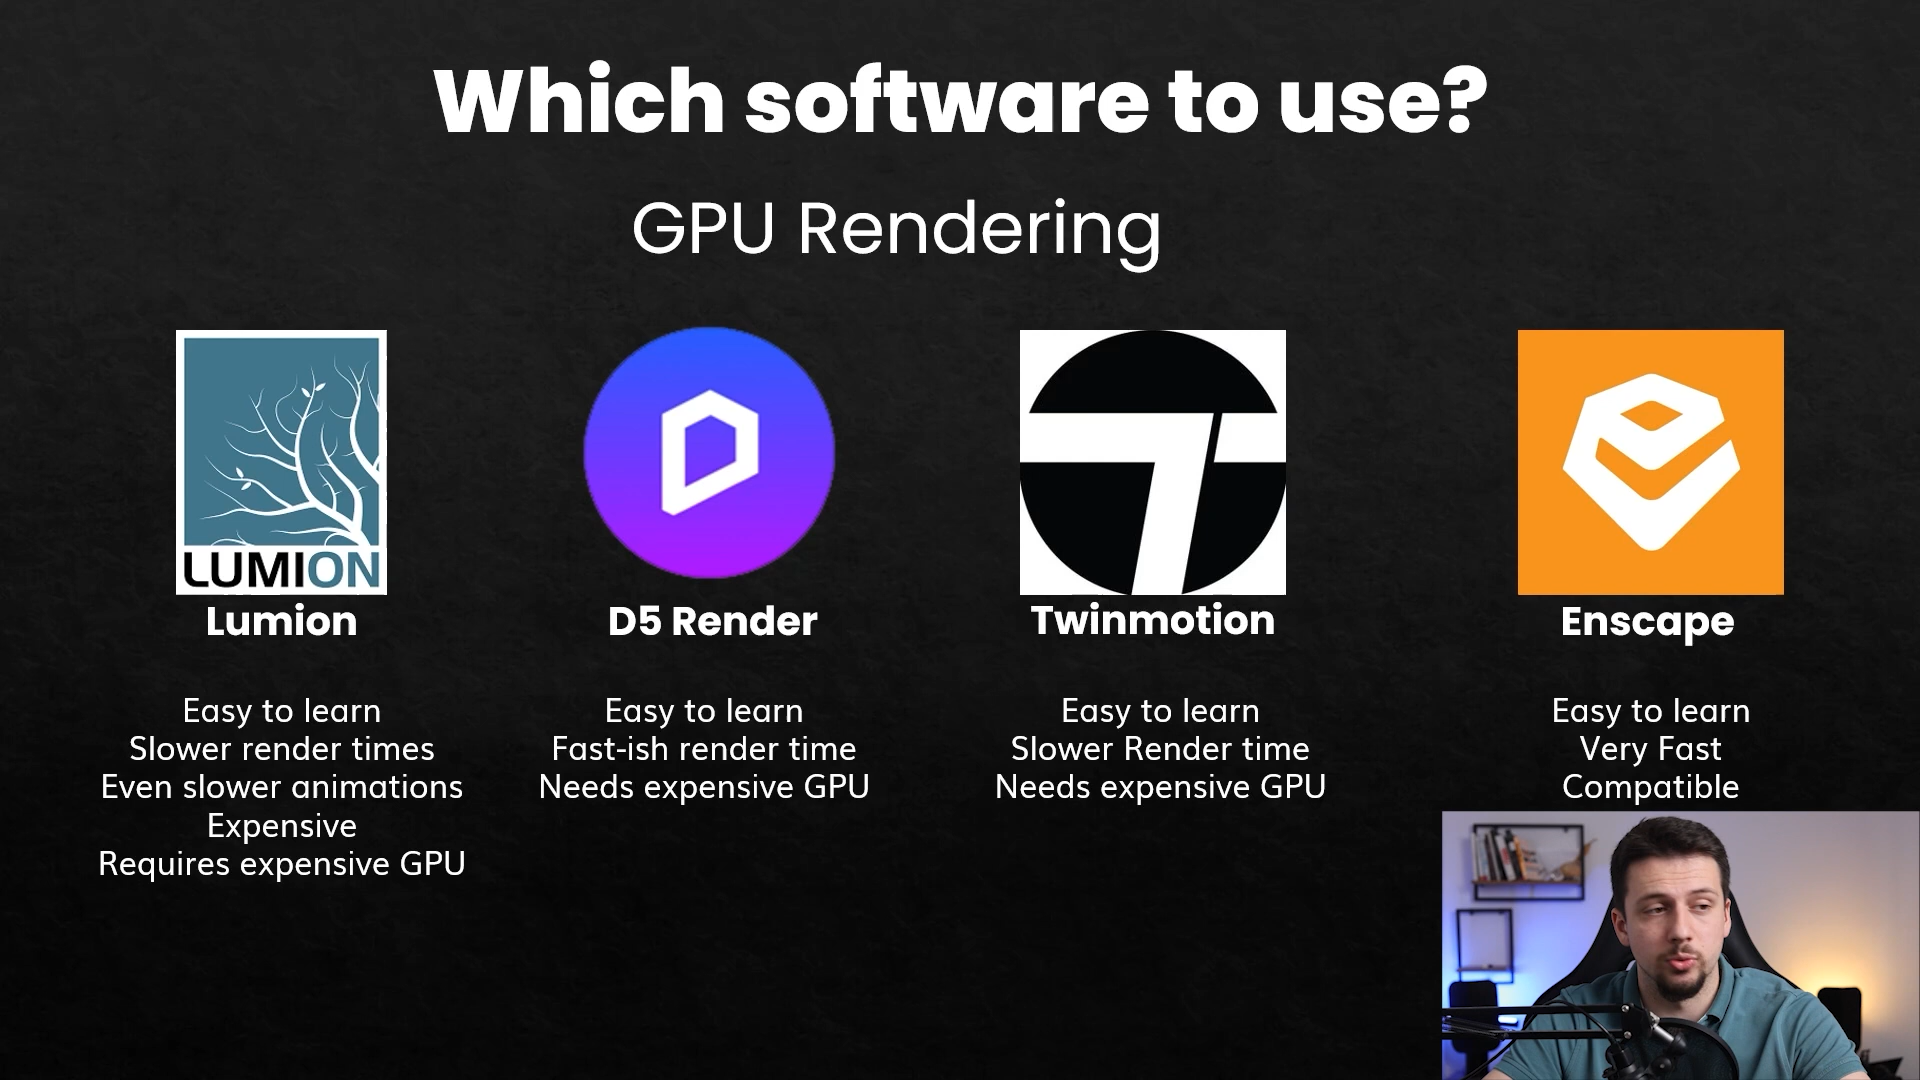 Which software to use?
GPU Rendering
LUMION
Lumion
Easy to learn
Slower render times
Even slower animations
Expensive
Requires expensive GPU
D5 Render
Easy to learn
Fast-ish render time
Needs expensive GPU
Twinmotion
Easy to learn
Slower Render time
Needs expensive GPU
Enscape
Easy to learn
Very Fast
Compatible